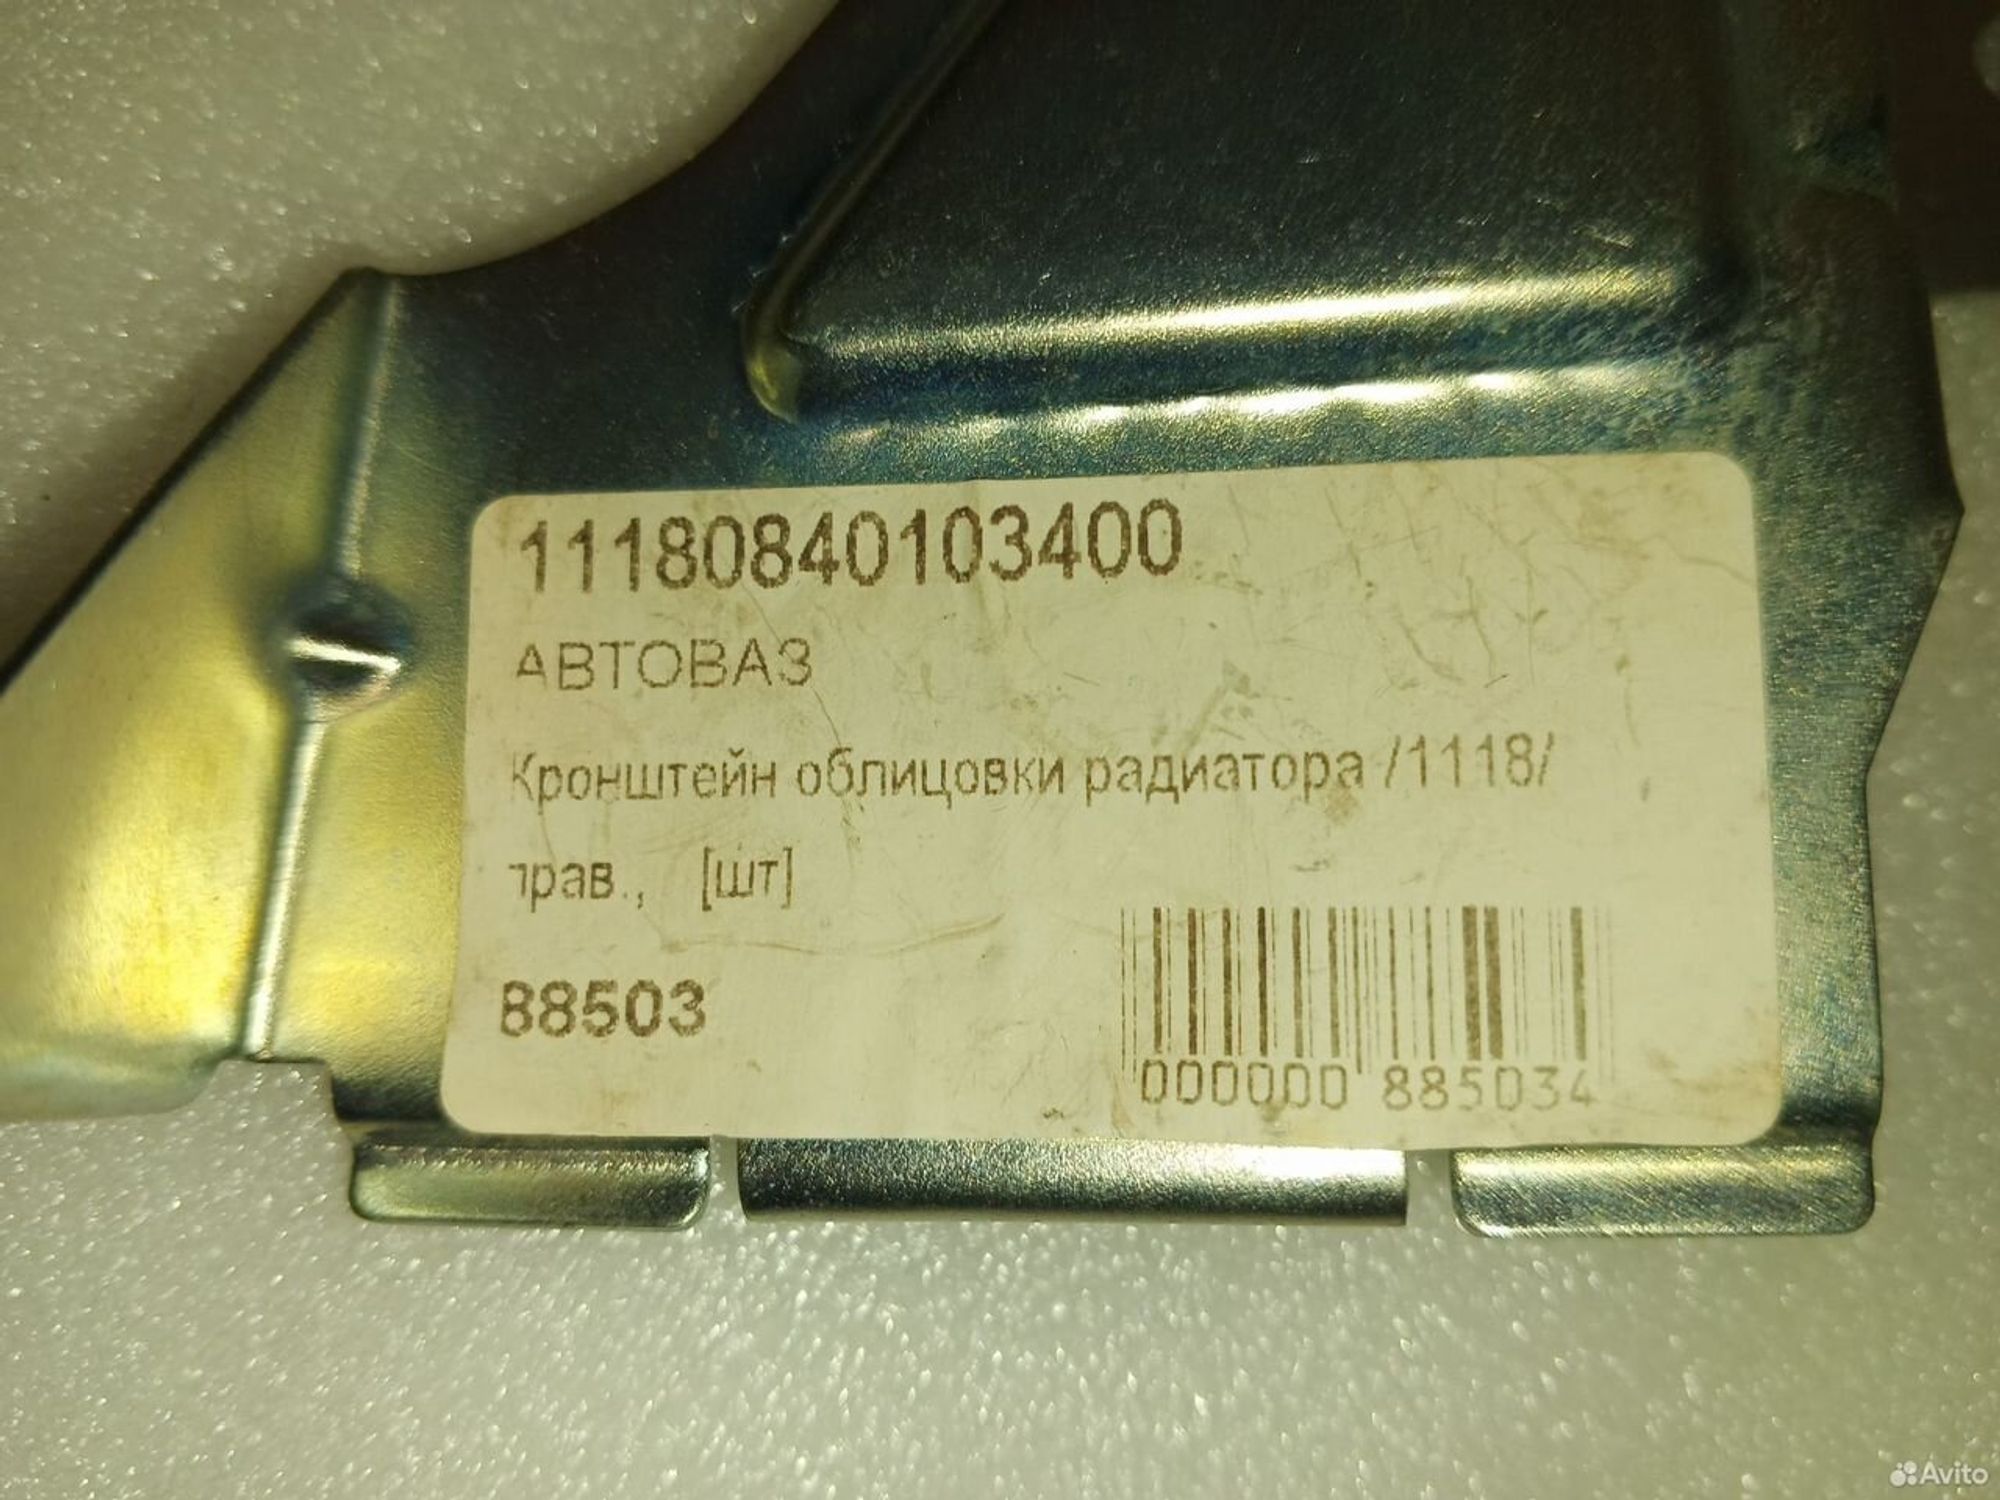 11180840103400
АВТОВАЗ
Кронштейн облицовки радиатора /1118/
прав., [шт]
88503
000000 885034
Avito